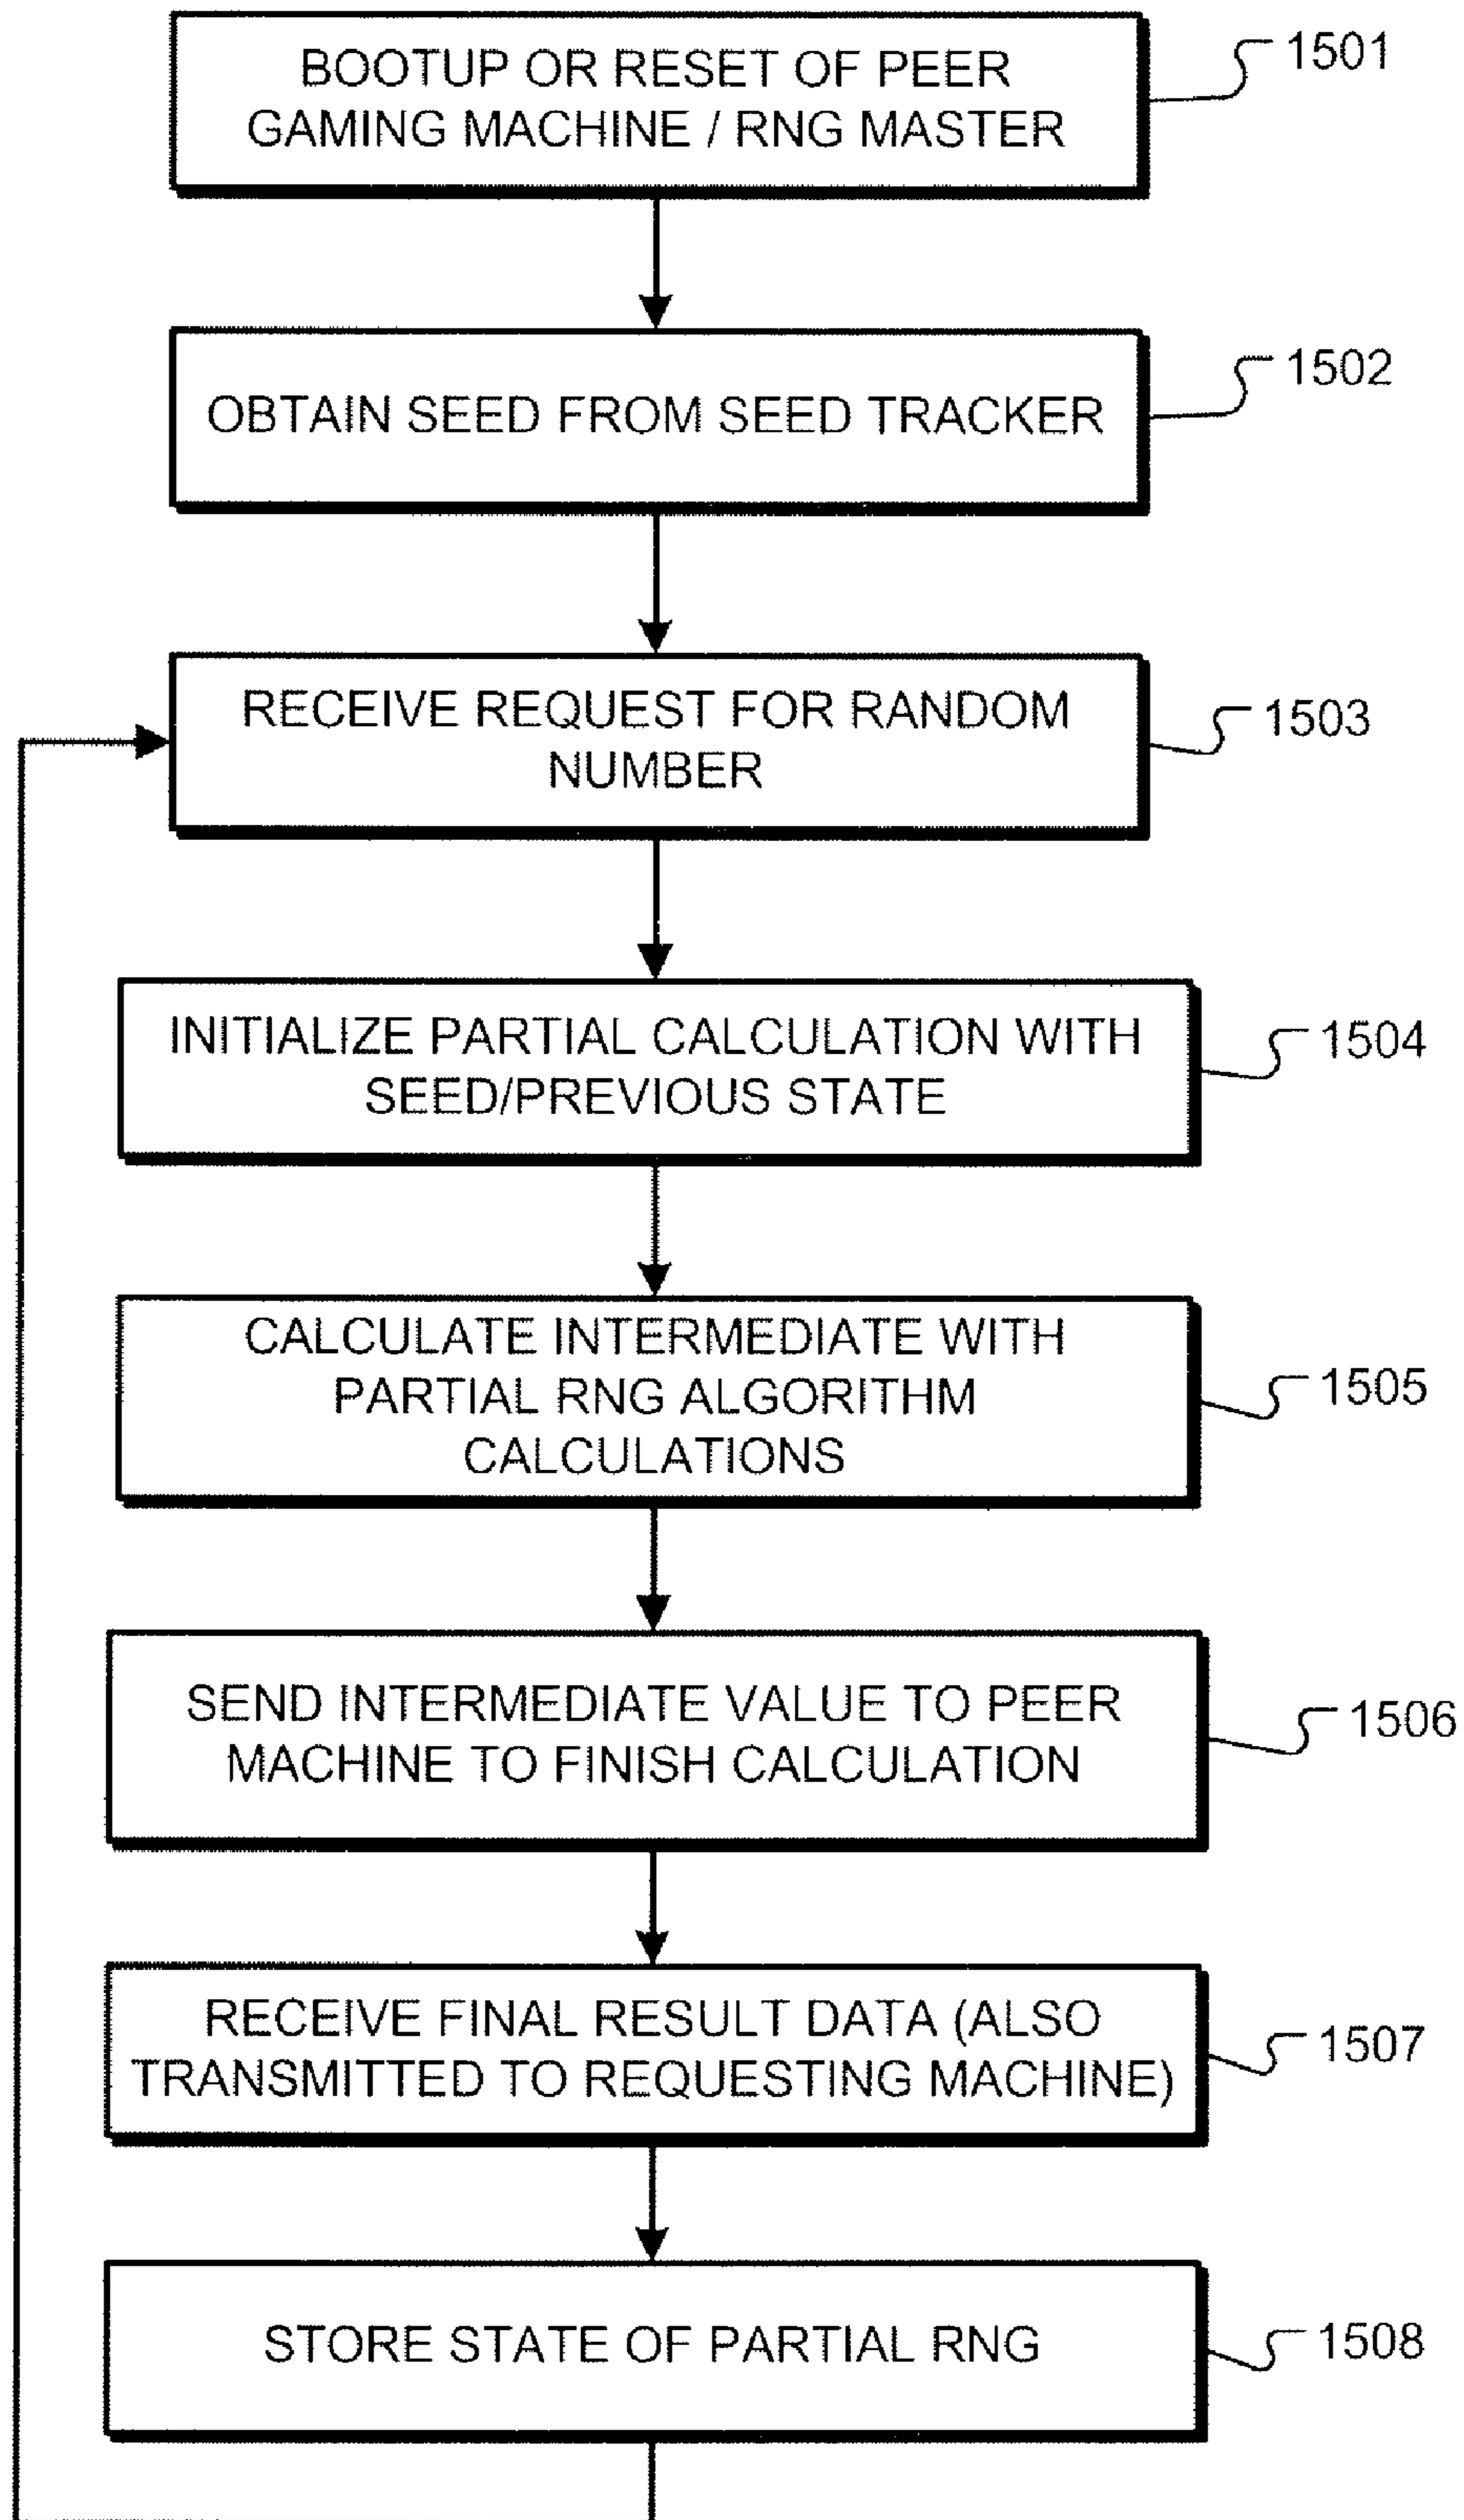 BOOTUP OR RESET OF PEER
GAMING MACHINE / RNG MASTER
1501
OBTAIN SEED FROM SEED TRACKER
1502
RECEIVE REQUEST FOR RANDOM
NUMBER
1503
INITIALIZE PARTIAL CALCULATION WITH
SEED/PREVIOUS STATE
1504
CALCULATE INTERMEDIATE WITH
PARTIAL RNG ALGORITHM
CALCULATIONS
1505
SEND INTERMEDIATE VALUE TO PEER
MACHINE TO FINISH CALCULATION
1506
RECEIVE FINAL RESULT DATA (ALSO
TRANSMITTED TO REQUESTING MACHINE)
1507
STORE STATE OF PARTIAL RNG
1508